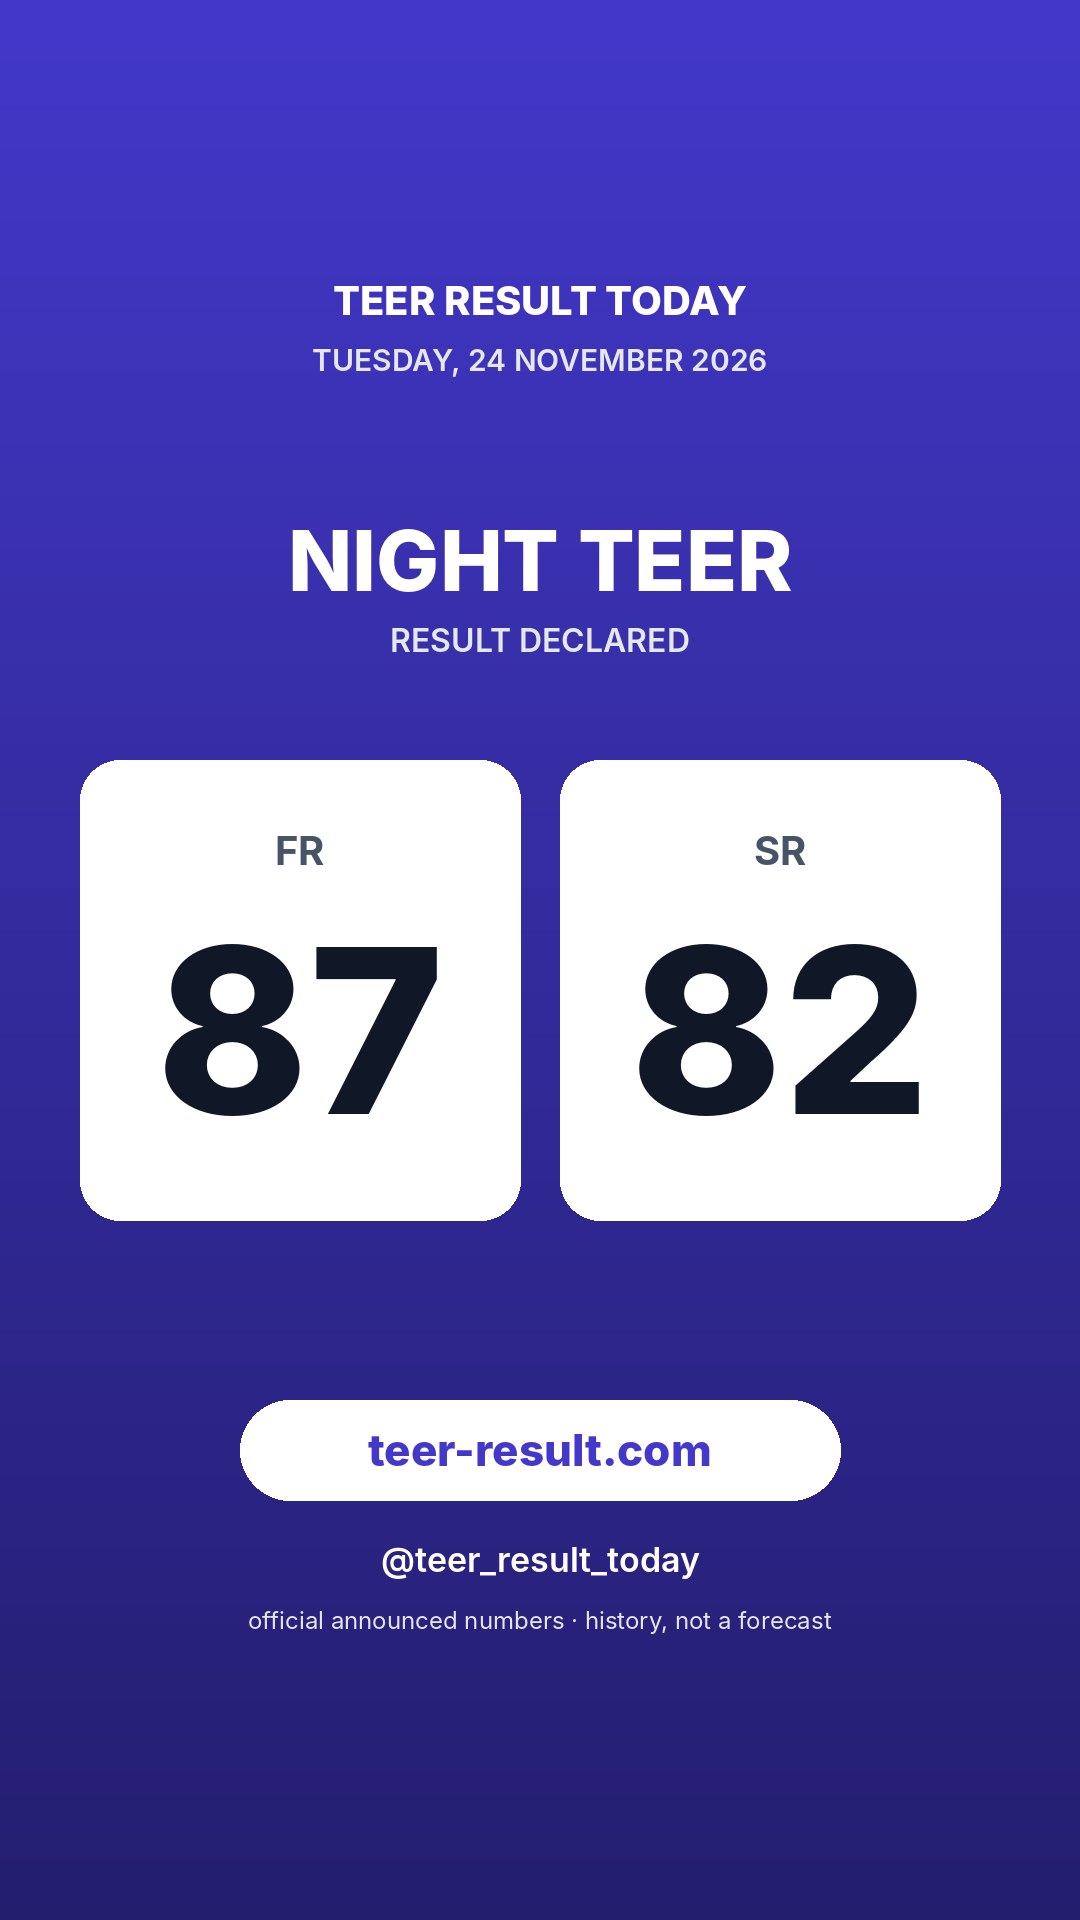 TEER RESULT TODAY
TUESDAY, 24 NOVEMBER 2026
NIGHT TEER
RESULT DECLARED
FR
87
SR
82
teer-result.com
@teer_result_today
official announced numbers · history, not a forecast